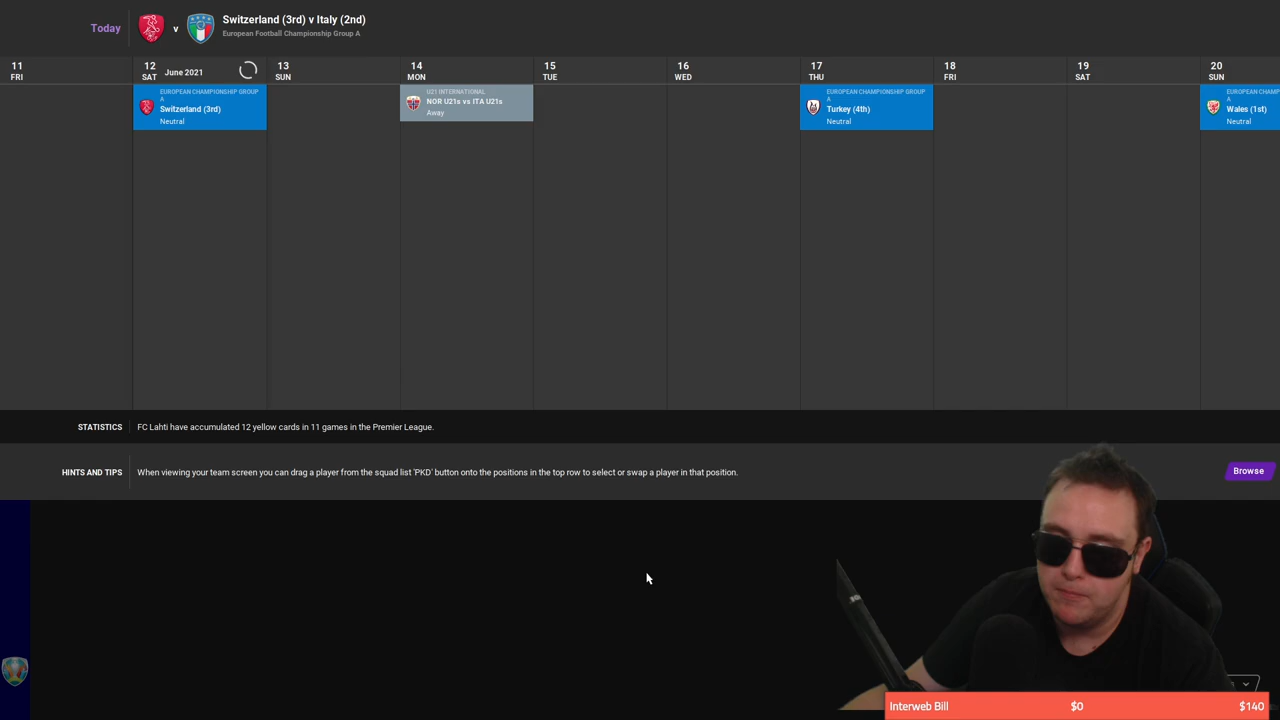 Today
v
Switzerland (3rd) v Italy (2nd)
European Football Championship Group A
11
FRI
12
SAT
June 2021
13
SUN
14
MON
15
TUE
16
WED
17
THU
18
FRI
19
SAT
20
SUN
EUROPEAN CHAMPIONSHIP GROUP
A
Switzerland (3rd)
Neutral
U21 INTERNATIONAL
NOR U21s vs ITA U21s
Away
EUROPEAN CHAMPIONSHIP GROUP
A
Turkey (4th)
Neutral
EUROPEAN CHAMP
A
Wales (1st)
Neutral
STATISTICS
FC Lahti have accumulated 12 yellow cards in 11 games in the Premier League.
HINTS AND TIPS
When viewing your team screen you can drag a player from the squad list 'PKD' button onto the positions in the top row to select or swap a player in that position.
Browse
Interweb Bill
$0
$140